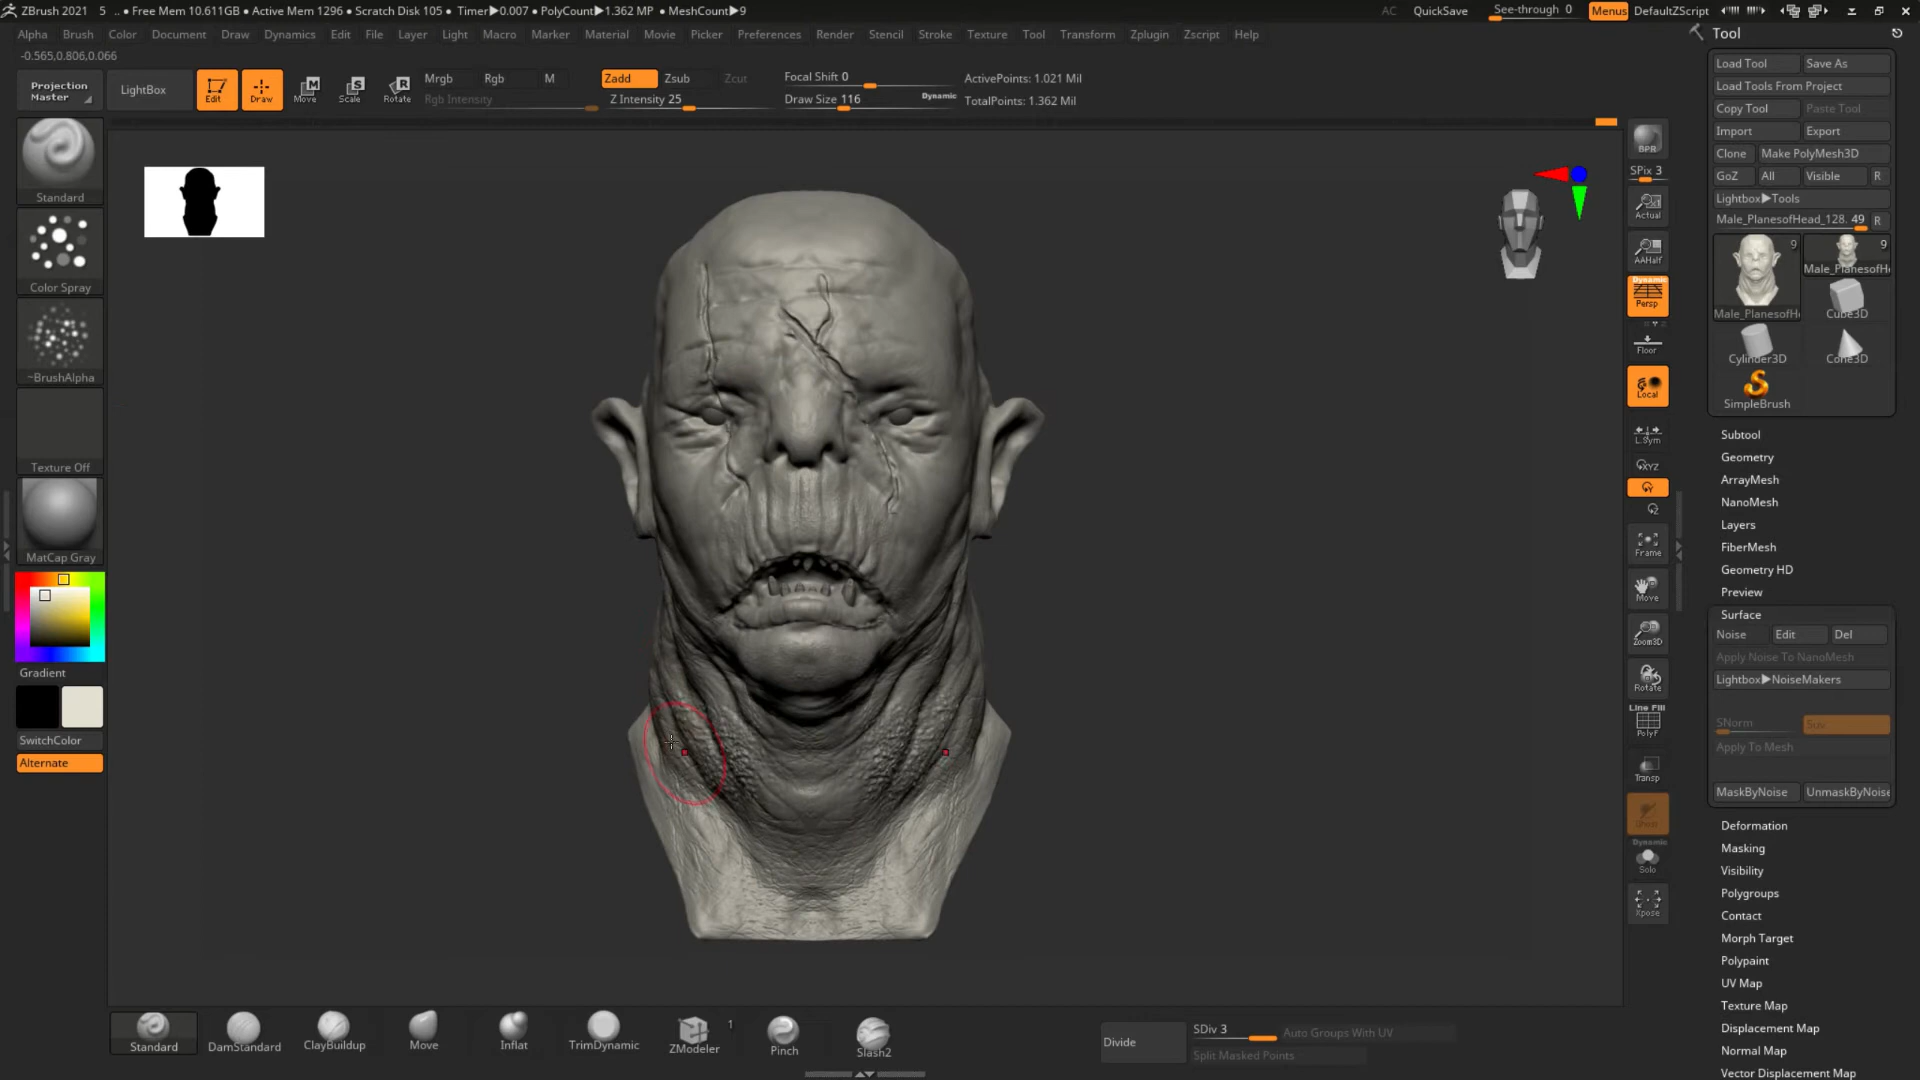 ZBrush 2021 5 .. • Free Mem 10.611GB • Active Mem 1296 • Scratch Disk 105 • Timer▶0.007 • PolyCount▶1.362 MP • MeshCount▶9
AC QuickSave See-through 0 Menus DefaultZScript
Alpha Brush Color Document Draw Dynamics Edit File Layer Light Macro Marker Material Movie Picker Preferences Render Stencil Stroke Texture Tool Transform Zplugin Zscript Help
-0.565,0.806,0.066
Projection Master
LightBox
Edit
Draw
Move
Scale
Rotate
Mrgb Rgb M
Rgb Intensity
Zadd Zsub Zcut
Z Intensity 25
Focal Shift 0
Draw Size 116 Dynamic
ActivePoints: 1.021 Mil
TotalPoints: 1.362 Mil
Standard
Color Spray
~BrushAlpha
Texture Off
MatCap Gray
Gradient
SwitchColor
Alternate
BPR
SPix 3
Actual
AAHalf
Dynamic
Persp
Floor
Local
L.Sym
XYZ
Y
Z
Frame
Move
Zoom3D
Rotate
Line Fill
PolyF
Transp
Dynamic
Solo
Xpose
Tool
Load Tool Save As
Load Tools From Project
Copy Tool Paste Tool
Import Export
Clone Make PolyMesh3D
GoZ All Visible R
Lightbox▶Tools
Male_PlanesofHead_128. 49 R
9
9
Male_PlanesofHe
Male_PlanesofHe
Cube3D
Cylinder3D
Cone3D
SimpleBrush
Subtool
Geometry
ArrayMesh
NanoMesh
Layers
FiberMesh
Geometry HD
Preview
Surface
Noise Edit Del
Apply Noise To NanoMesh
Lightbox▶NoiseMakers
SNorm Suv
Apply To Mesh
MaskByNoise UnmaskByNoise
Deformation
Masking
Visibility
Polygroups
Contact
Morph Target
Polypaint
UV Map
Texture Map
Displacement Map
Normal Map
Vector Displacement Map
Standard
DamStandard
ClayBuildup
Move
Inflat
TrimDynamic
ZModeler
1
Pinch
Slash2
Divide
SDiv 3
Auto Groups With UV
Split Masked Points